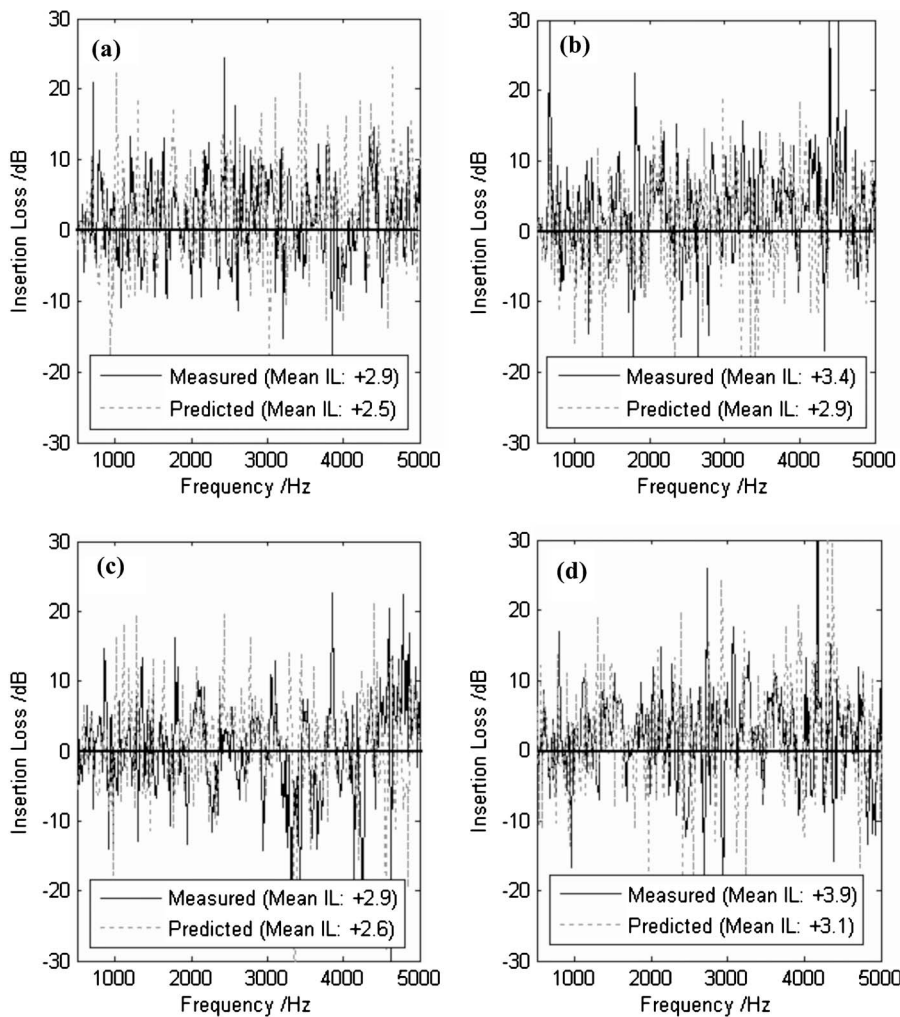 (a)
30
20
10
0
-10
-20
-30
Insertion Loss /dB
Measured (Mean IL: +2.9)
Predicted (Mean IL: +2.5)
1000 2000 3000 4000 5000
Frequency /Hz
(b)
30
20
10
0
-10
-20
-30
Insertion Loss /dB
Measured (Mean IL: +3.4)
Predicted (Mean IL: +2.9)
1000 2000 3000 4000 5000
Frequency /Hz
(c)
30
20
10
0
-10
-20
-30
Insertion Loss /dB
Measured (Mean IL: +2.9)
Predicted (Mean IL: +2.6)
1000 2000 3000 4000 5000
Frequency /Hz
(d)
30
20
10
0
-10
-20
-30
Insertion Loss /dB
Measured (Mean IL: +3.9)
Predicted (Mean IL: +3.1)
1000 2000 3000 4000 5000
Frequency /Hz